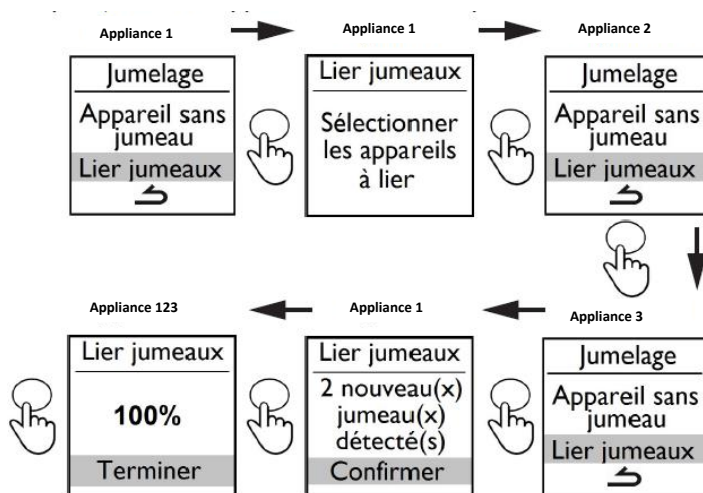 Appliance 1
Jumelage
Appareil sans
jumeau
Lier jumeaux
Appliance 1
Lier jumeaux
Sélectionner
les appareils
à lier
Appliance 2
Jumelage
Appareil sans
jumeau
Lier jumeaux
Appliance 3
Jumelage
Appareil sans
jumeau
Lier jumeaux
Appliance 1
Lier jumeaux
2 nouveau(x)
jumeau(x)
détecté(s)
Confirmer
Appliance 123
Lier jumeaux
100%
Terminer